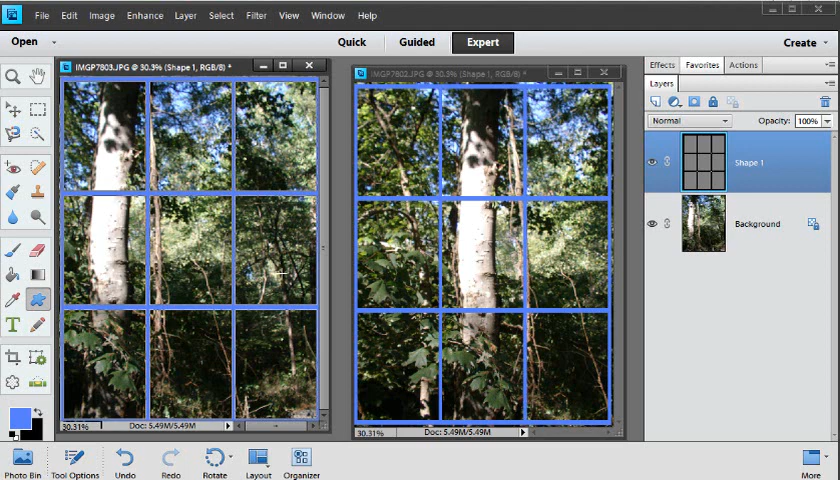 File Edit Image Enhance Layer Select Filter View Window Help
Open Quick Guided Expert Create
IMGP7803.JPG @ 30.3% (Shape 1, RGB/8) *
IMGP7802.JPG @ 30.3% (Shape 1, RGB/8) *
Effects Favorites Actions
Layers
Normal Opacity: 100%
Shape 1
Background
T
30.31% Doc: 5.49M/5.49M
30.31% Doc: 5.49M/5.49M
Photo Bin Tool Options Undo Redo Rotate Layout Organizer More